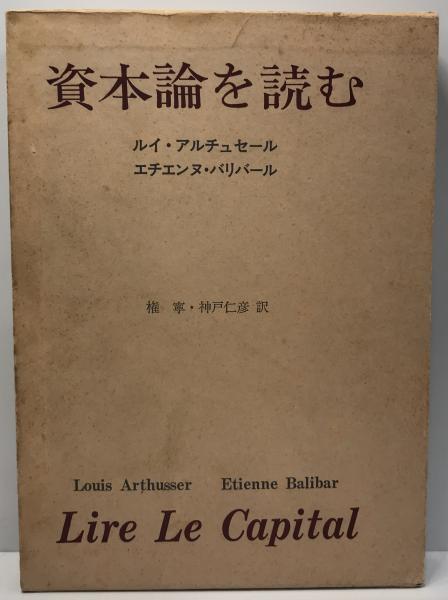 資本論を読む
ルイ・アルチュセール
エチエンヌ・バリバール
権 寧・神戸仁彦 訳
Louis Arthusser Etienne Balibar
Lire Le Capital